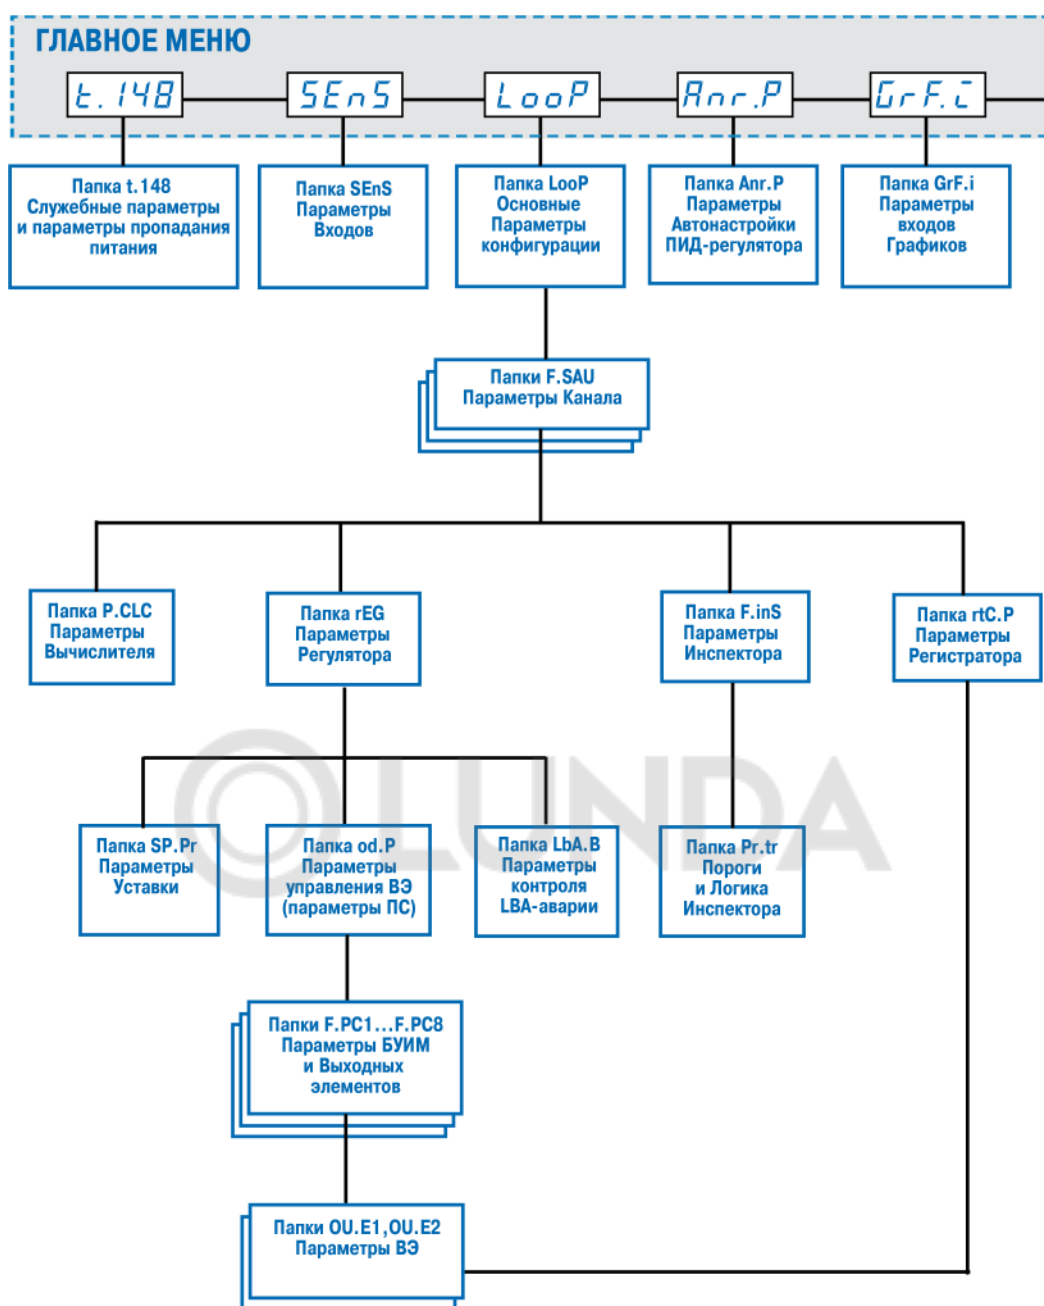 ГЛАВНОЕ МЕНЮ
t.148
SEnS
LooP
Anr.P
GrF.i
Папка t.148
Служебные параметры
и параметры пропадания
питания
Папка SEnS
Параметры
Входов
Папка LooP
Основные
Параметры
конфигурации
Папка Anr.P
Параметры
Автонастройки
ПИД-регулятора
Папка GrF.i
Параметры
входов
Графиков
Папки F.SAU
Параметры Канала
Папка P.CLC
Параметры
Вычислителя
Папка rEG
Параметры
Регулятора
Папка F.inS
Параметры
Инспектора
Папка rtC.P
Параметры
Регистратора
LUNDA
Папка SP.Pr
Параметры
Уставки
Папка od.P
Параметры
управления ВЭ
(параметры ПС)
Папка LbA.B
Параметры
контроля
LBA-аварии
Папка Pr.tr
Пороги
и Логика
Инспектора
Папки F.PC1...F.PC8
Параметры БУИМ
и Выходных
элементов
Папки OU.E1,OU.E2
Параметры ВЭ